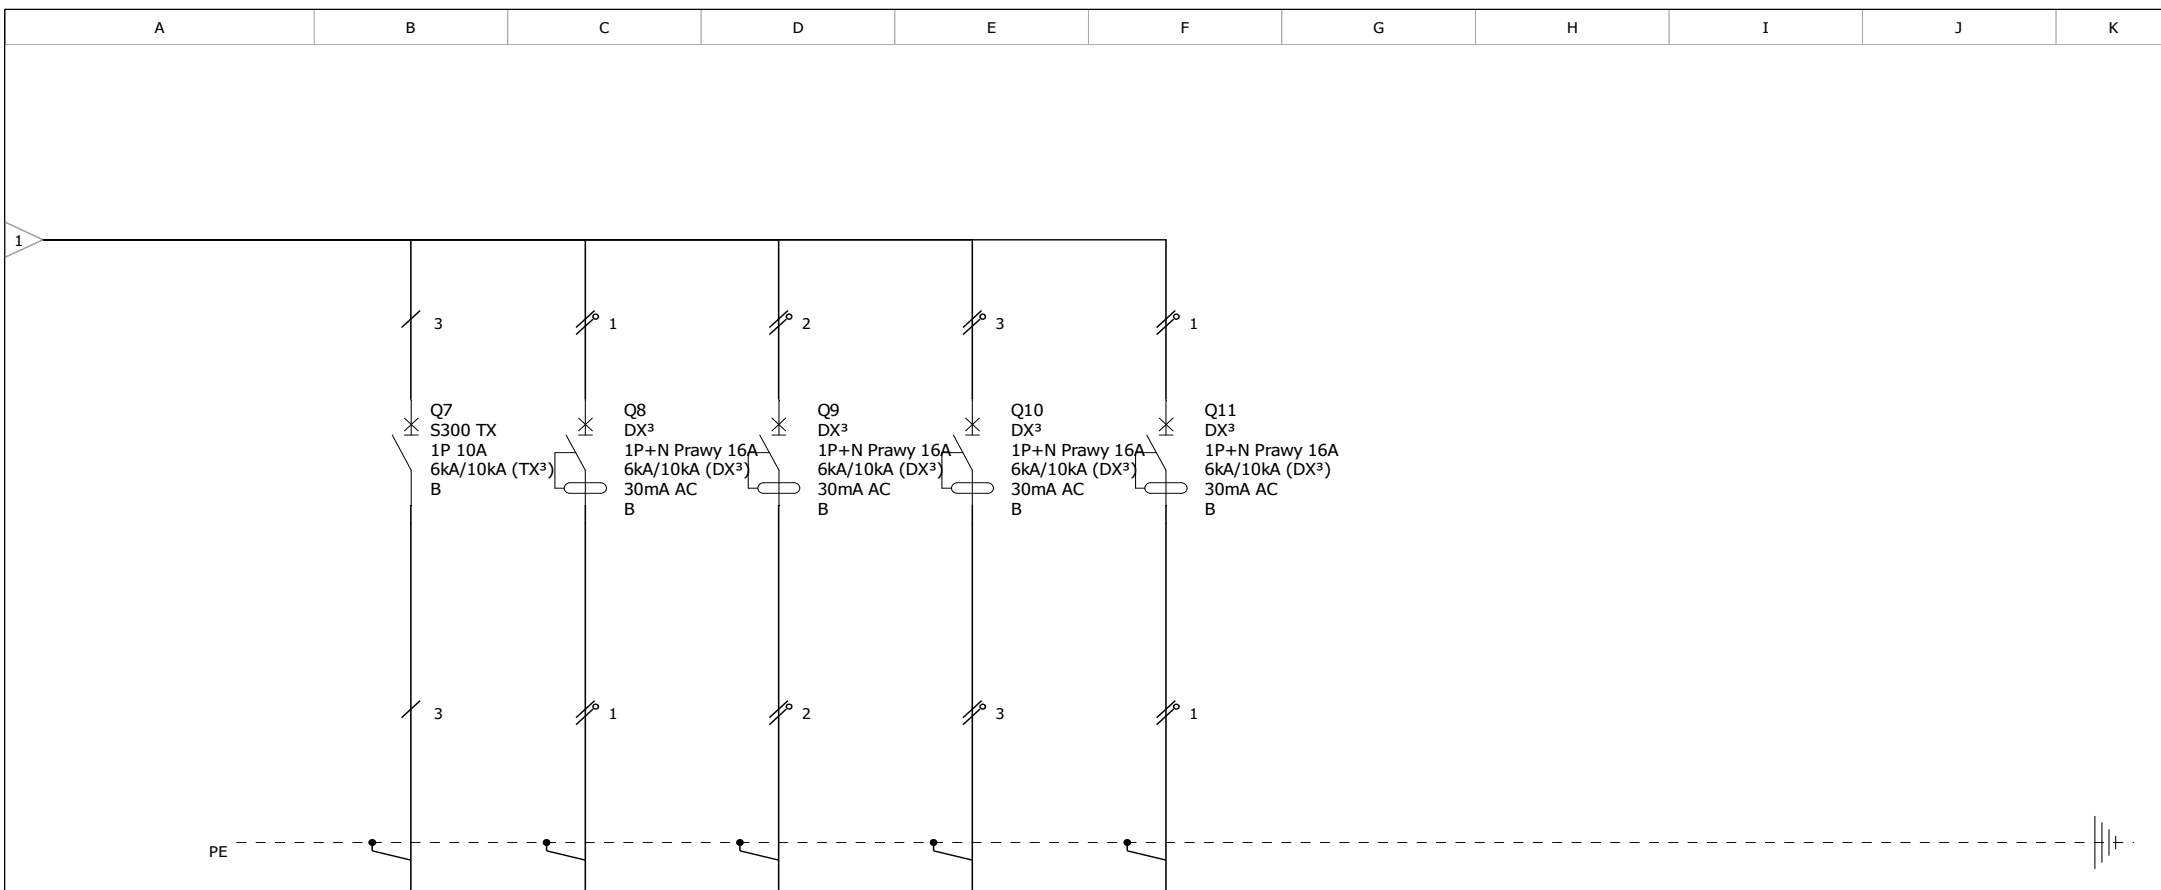 A B C D E F G H I J K
1
3 1 2 3 1
Q7
S300 TX
1P 10A
6kA/10kA (TX³)
B
Q8
DX³
1P+N Prawy 16A
6kA/10kA (DX³)
30mA AC
B
Q9
DX³
1P+N Prawy 16A
6kA/10kA (DX³)
30mA AC
B
Q10
DX³
1P+N Prawy 16A
6kA/10kA (DX³)
30mA AC
B
Q11
DX³
1P+N Prawy 16A
6kA/10kA (DX³)
30mA AC
B
3 1 2 3 1
PE